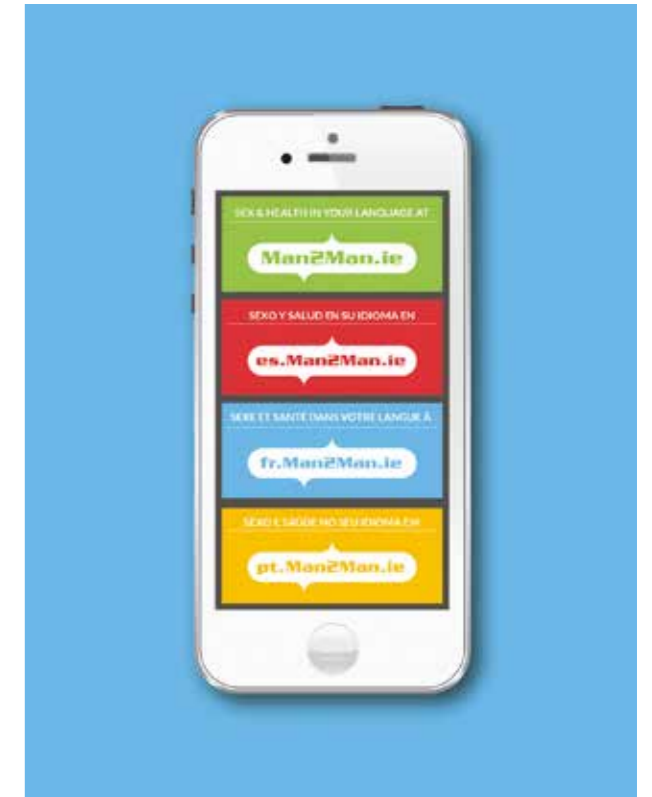 SEX & HEALTH IN YOUR LANGUAGE AT
Man2Man.ie
SEXO Y SALUD EN SU IDIOMA EN
es.Man2Man.ie
SEXE ET SANTÉ DANS VOTRE LANGUE À
fr.Man2Man.ie
SEXO E SAÚDE NO SEU IDIOMA EM
pt.Man2Man.ie